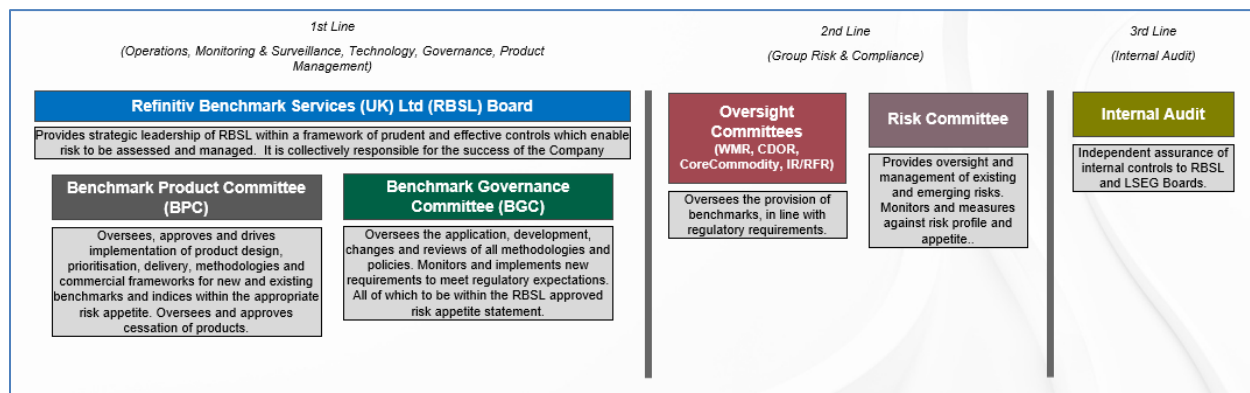 1st Line
(Operations, Monitoring & Surveillance, Technology, Governance, Product
Management)
Refinitiv Benchmark Services (UK) Ltd (RBSL) Board
Provides strategic leadership of RBSL within a framework of prudent and effective controls which enable
risk to be assessed and managed. It is collectively responsible for the success of the Company
Benchmark Product Committee
(BPC)
Oversees, approves and drives
implementation of product design,
prioritisation, delivery, methodologies and
commercial frameworks for new and existing
benchmarks and indices within the appropriate
risk appetite. Oversees and approves
cessation of products.
Benchmark Governance
Committee (BGC)
Oversees the application, development,
changes and reviews of all methodologies and
policies. Monitors and implements new
requirements to meet regulatory expectations.
All of which to be within the RBSL approved
risk appetite statement.
2nd Line
(Group Risk & Compliance)
Oversight
Committees
(WMR, CDOR,
CoreCommodity, IR/RFR)
Oversees the provision of
benchmarks, in line with
regulatory requirements.
Risk Committee
Provides oversight and
management of existing
and emerging risks.
Monitors and measures
against risk profile and
appetite..
3rd Line
(Internal Audit)
Internal Audit
Independent assurance of
internal controls to RBSL
and LSEG Boards.